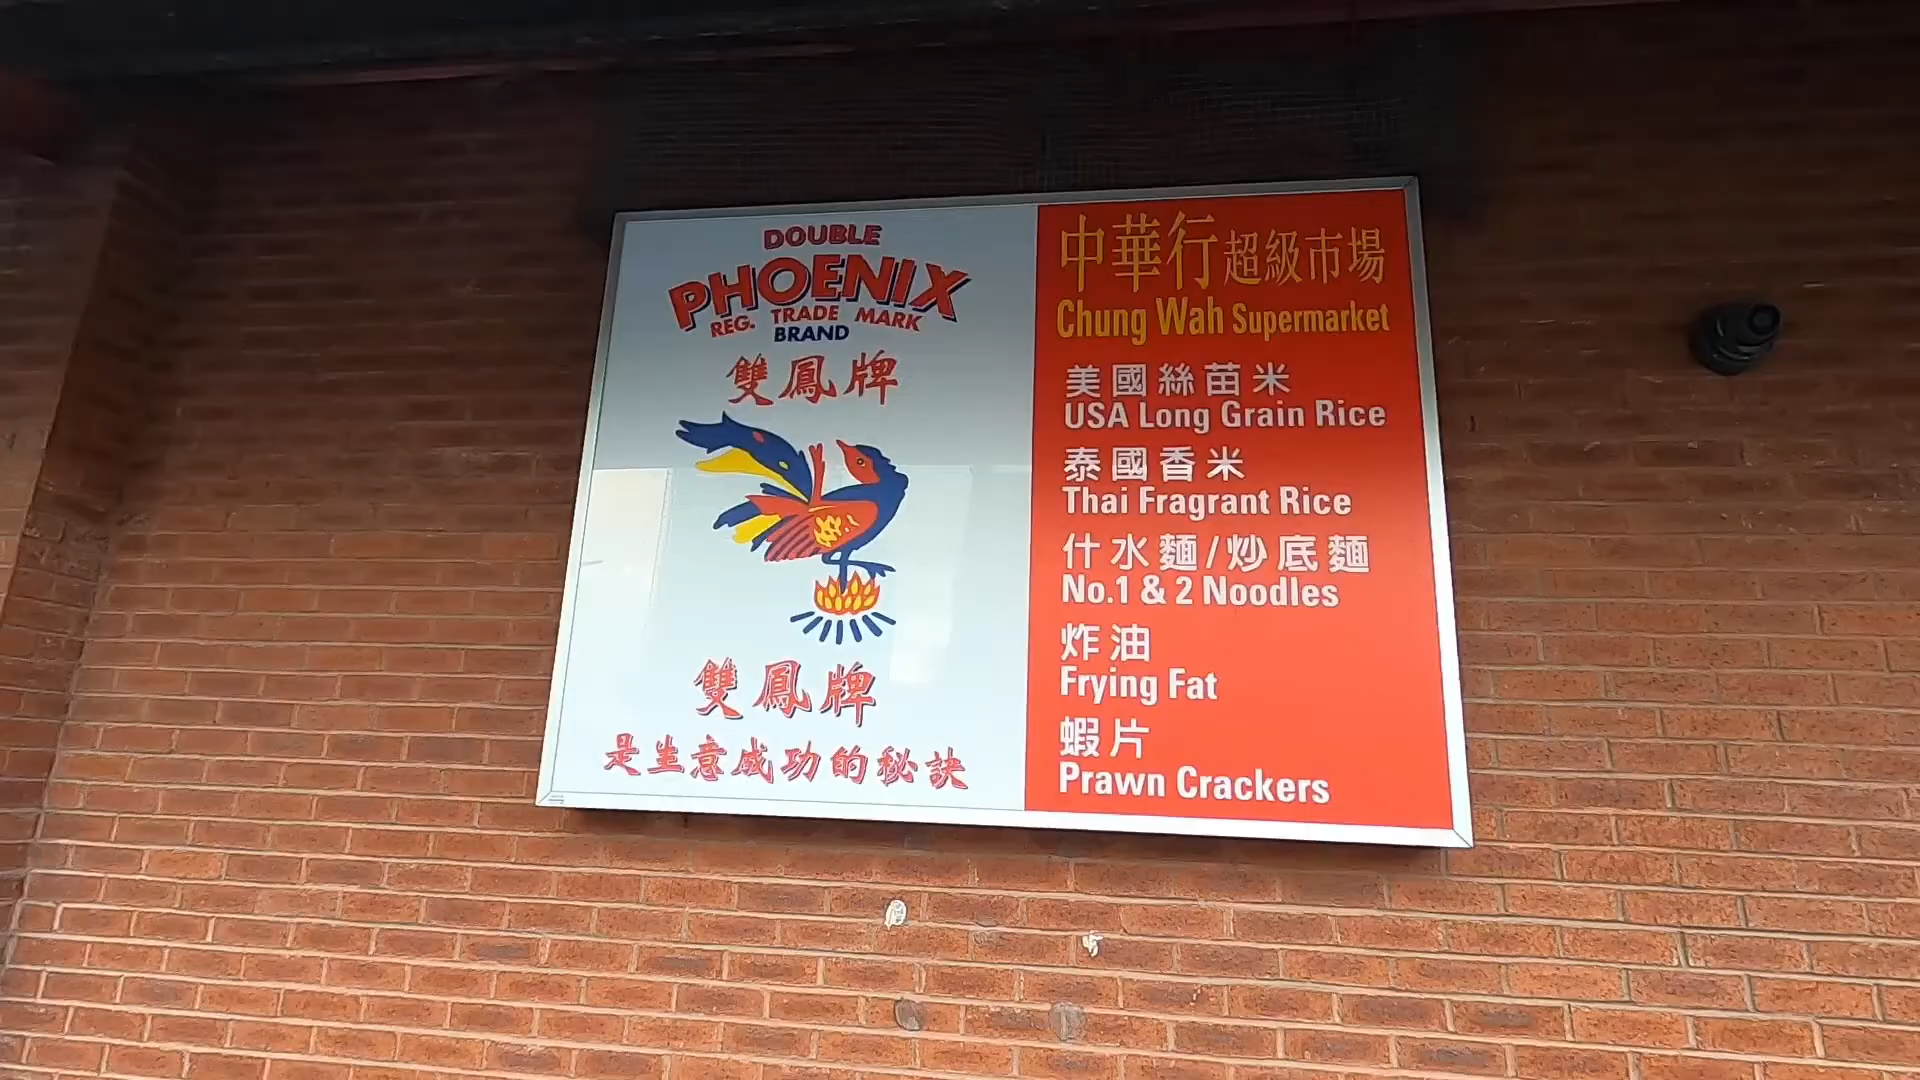 DOUBLE
PHOENIX
REG. TRADE MARK
BRAND
雙鳳牌
雙鳳牌
是生意成功的秘訣
中華行超級市場
Chung Wah Supermarket
美國絲苗米
USA Long Grain Rice
泰國香米
Thai Fragrant Rice
什水麵/炒底麵
No.1 & 2 Noodles
炸油
Frying Fat
蝦片
Prawn Crackers